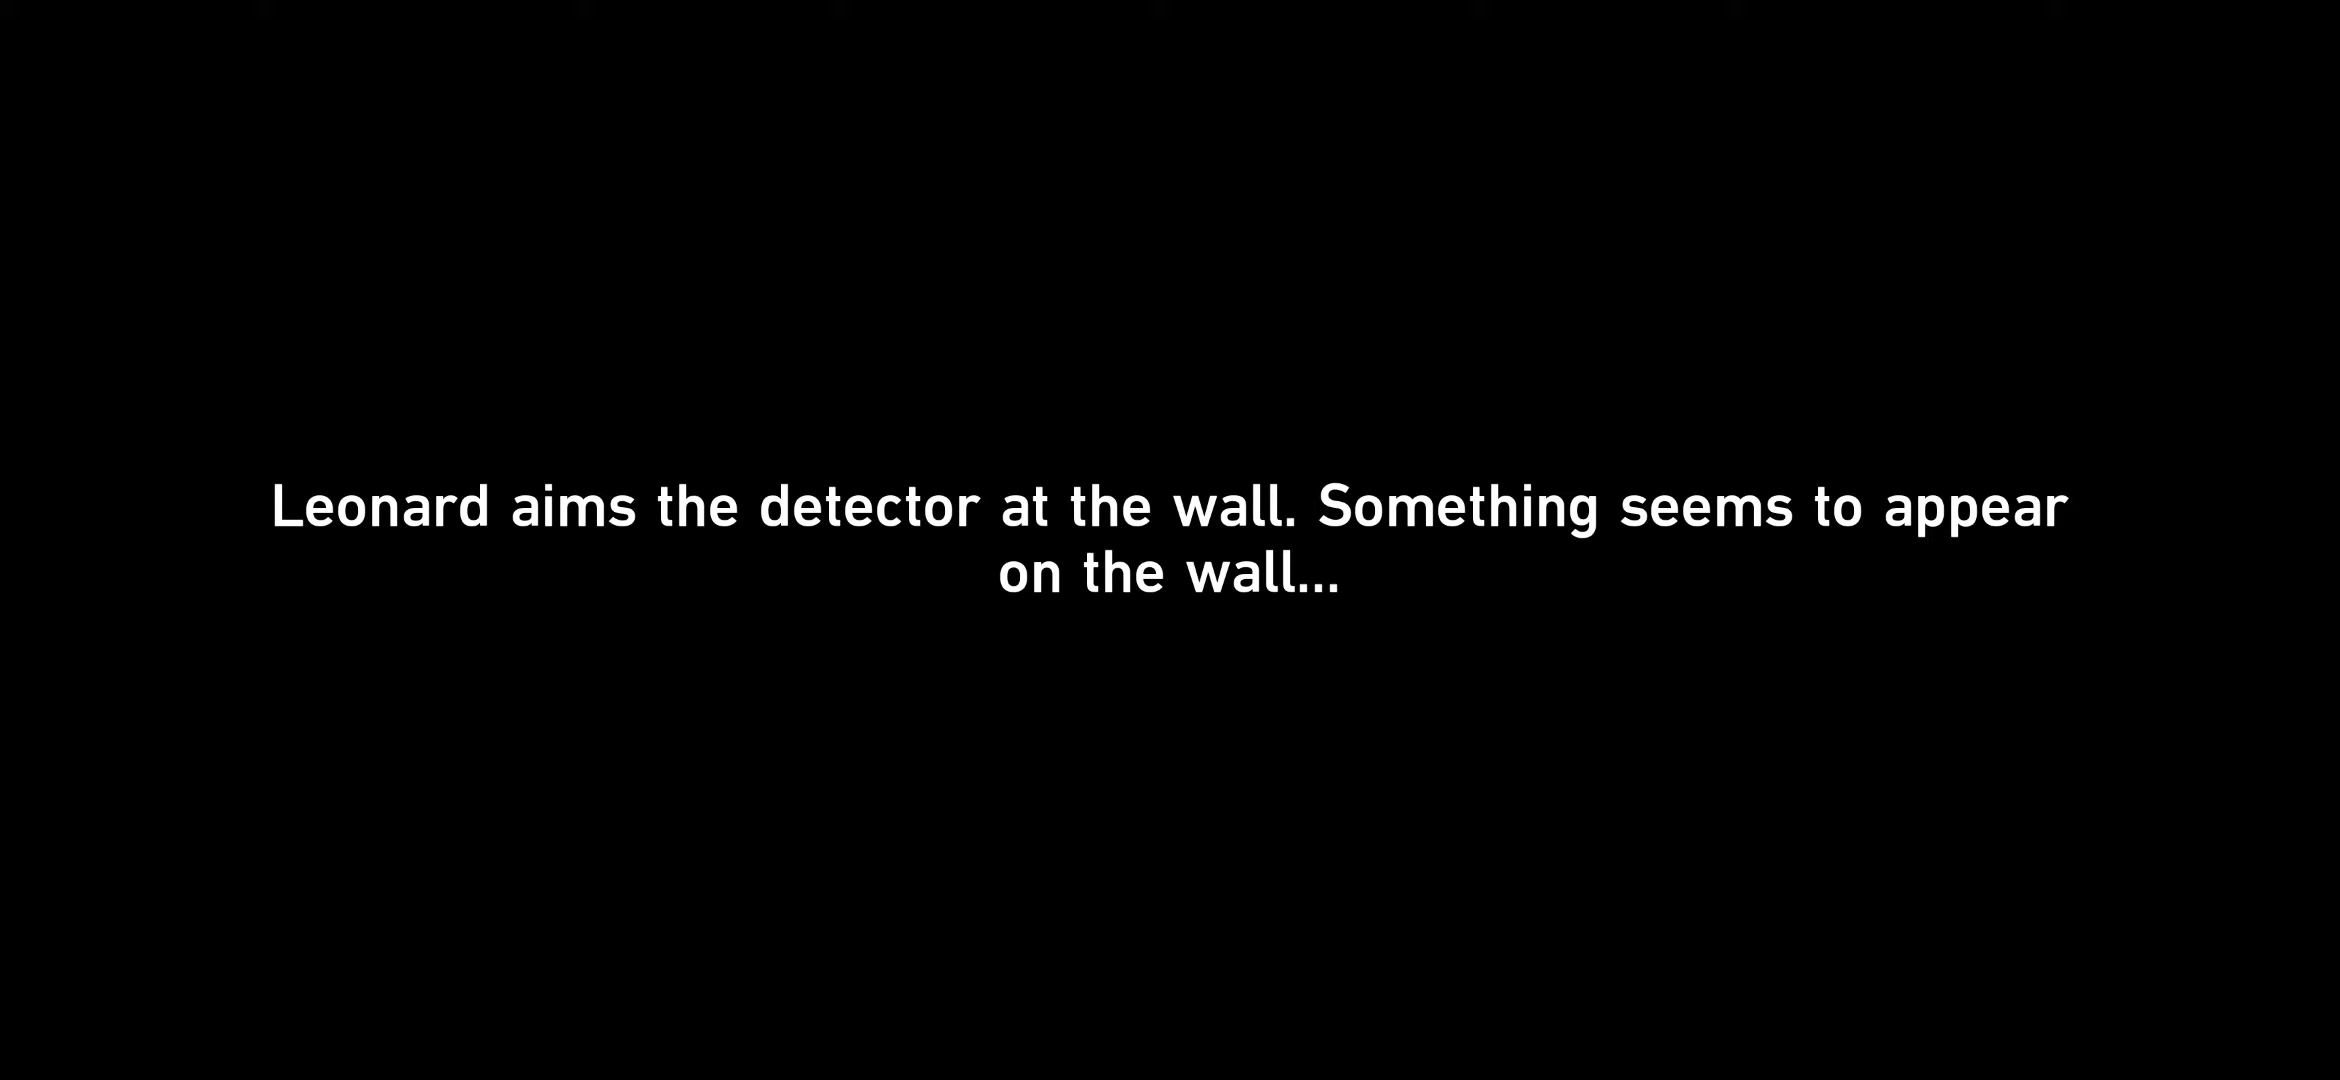 Leonard aims the detector at the wall. Something seems to appear
on the wall...